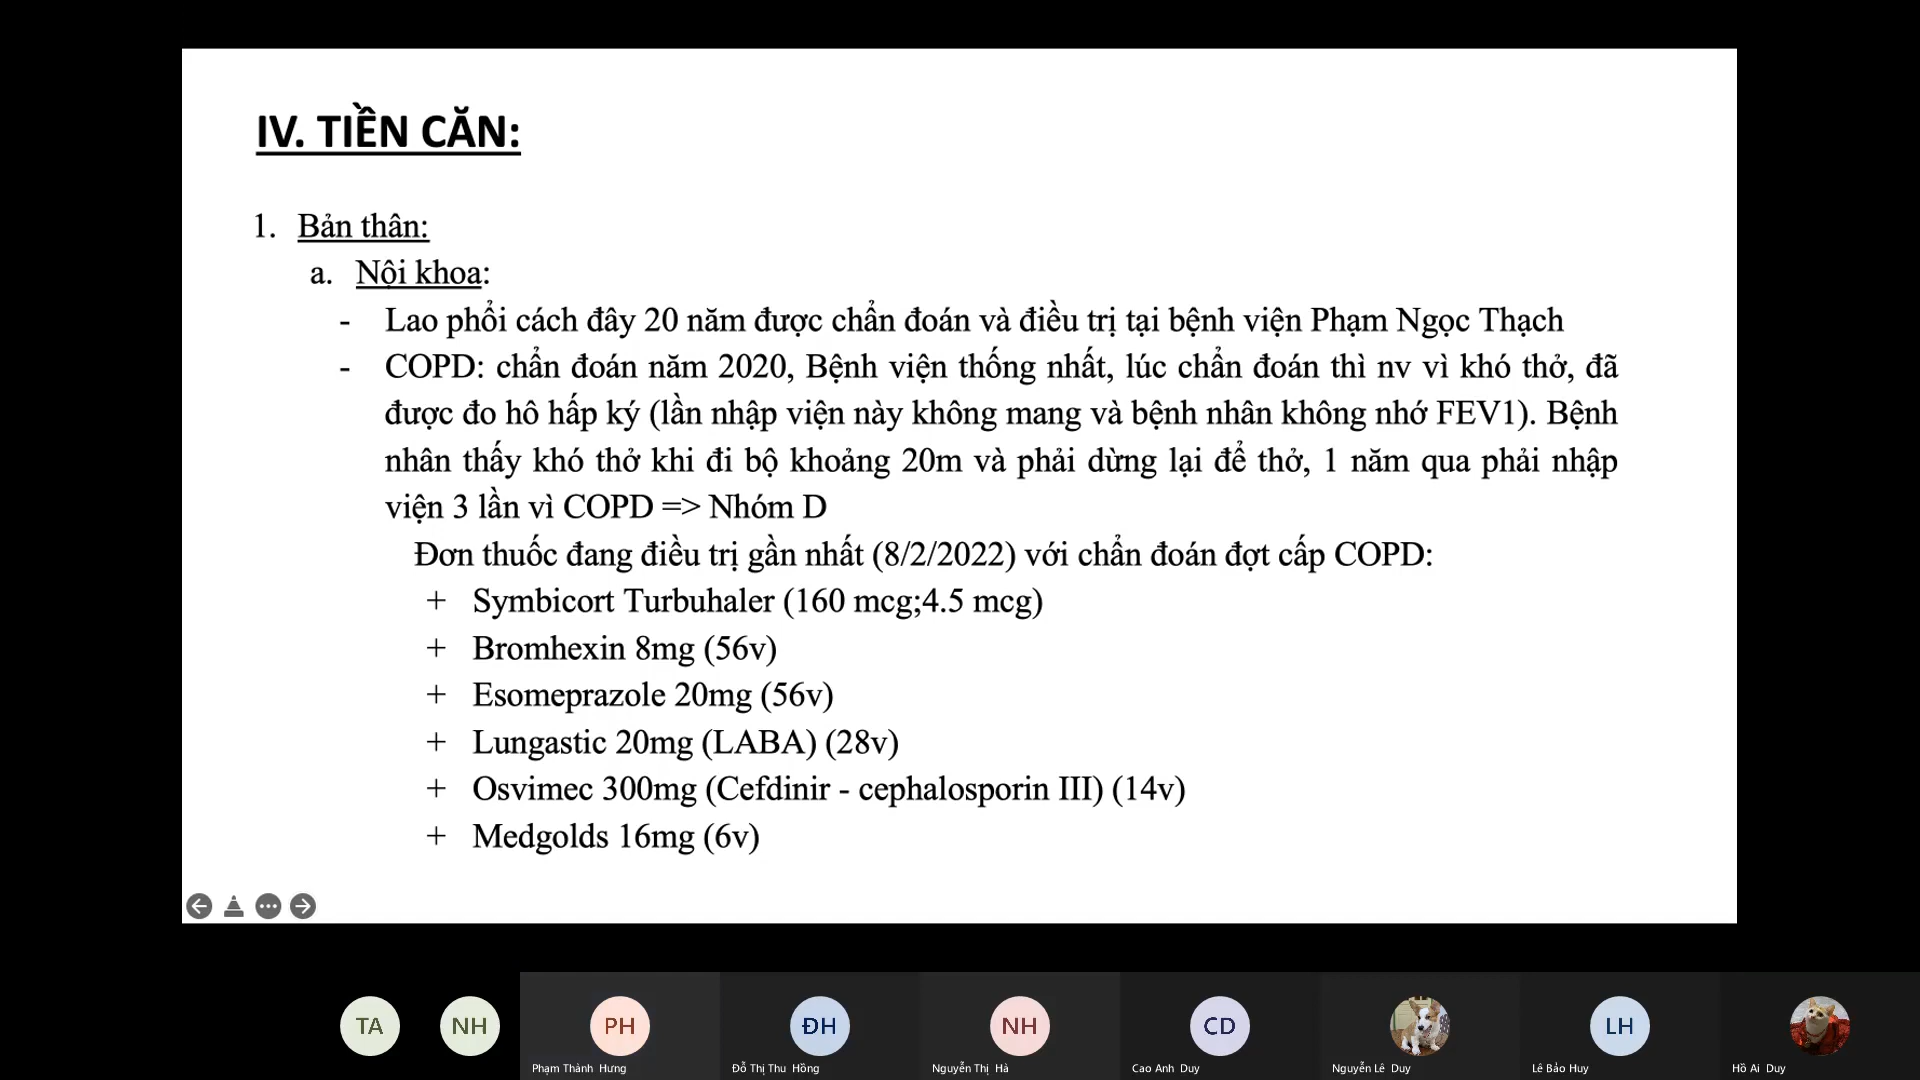 IV. TIỀN CĂN:
1. Bản thân:
a. Nội khoa:
- Lao phổi cách đây 20 năm được chẩn đoán và điều trị tại bệnh viện Phạm Ngọc Thạch
- COPD: chẩn đoán năm 2020, Bệnh viện thống nhất, lúc chẩn đoán thì nv vì khó thở, đã
được đo hô hấp ký (lần nhập viện này không mang và bệnh nhân không nhớ FEV1). Bệnh
nhân thấy khó thở khi đi bộ khoảng 20m và phải dừng lại để thở, 1 năm qua phải nhập
viện 3 lần vì COPD => Nhóm D
Đơn thuốc đang điều trị gần nhất (8/2/2022) với chẩn đoán đợt cấp COPD:
+ Symbicort Turbuhaler (160 mcg;4.5 mcg)
+ Bromhexin 8mg (56v)
+ Esomeprazole 20mg (56v)
+ Lungastic 20mg (LABA) (28v)
+ Osvimec 300mg (Cefdinir - cephalosporin III) (14v)
+ Medgolds 16mg (6v)
TA NH PH ĐH NH CD LH
Phạm Thành Hưng Đỗ Thị Thu Hồng Nguyễn Thị Hà Cao Anh Duy Nguyễn Lê Duy Lê Bảo Huy Hồ Ai Duy